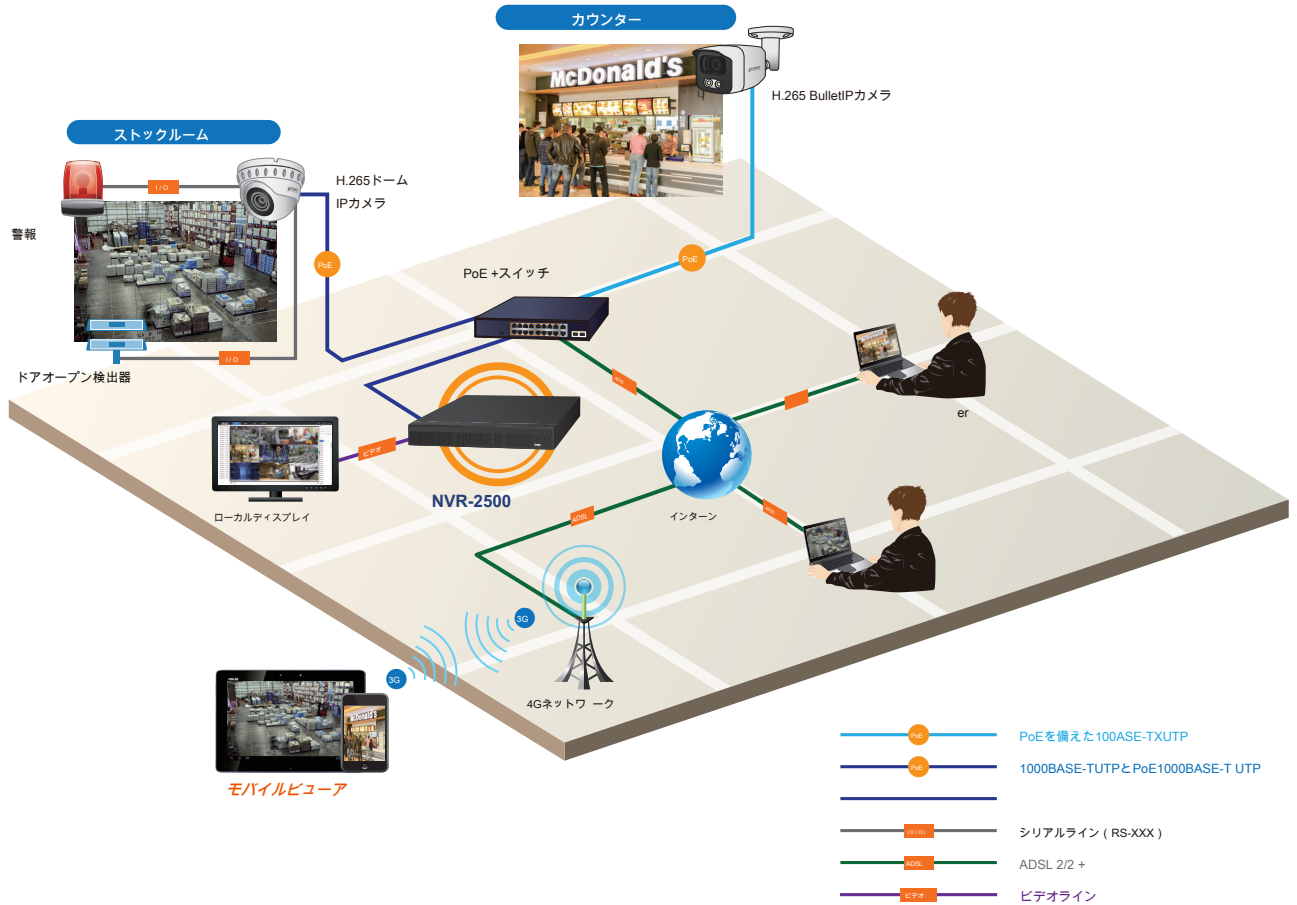 カウンター
McDonald's
H.265 BulletIPカメラ
ストックルーム
I / O
H.265ドーム
IPカメラ
警報
PoE
PoE
PoE +スイッチ
I / O
ドアオープン検出器
er
ビデオ
NVR-2500
ローカルディスプレイ
ADSL
インターン
3G
3G
4Gネットワ ーク
McDonald's
モバイルビューア
PoE
PoEを備えた100ASE-TXUTP
PoE
1000BASE-TUTPとPoE1000BASE-T UTP
シリアルライン ( RS-XXX )
ADSL
ADSL 2/2 +
ビデオ
ビデオライン